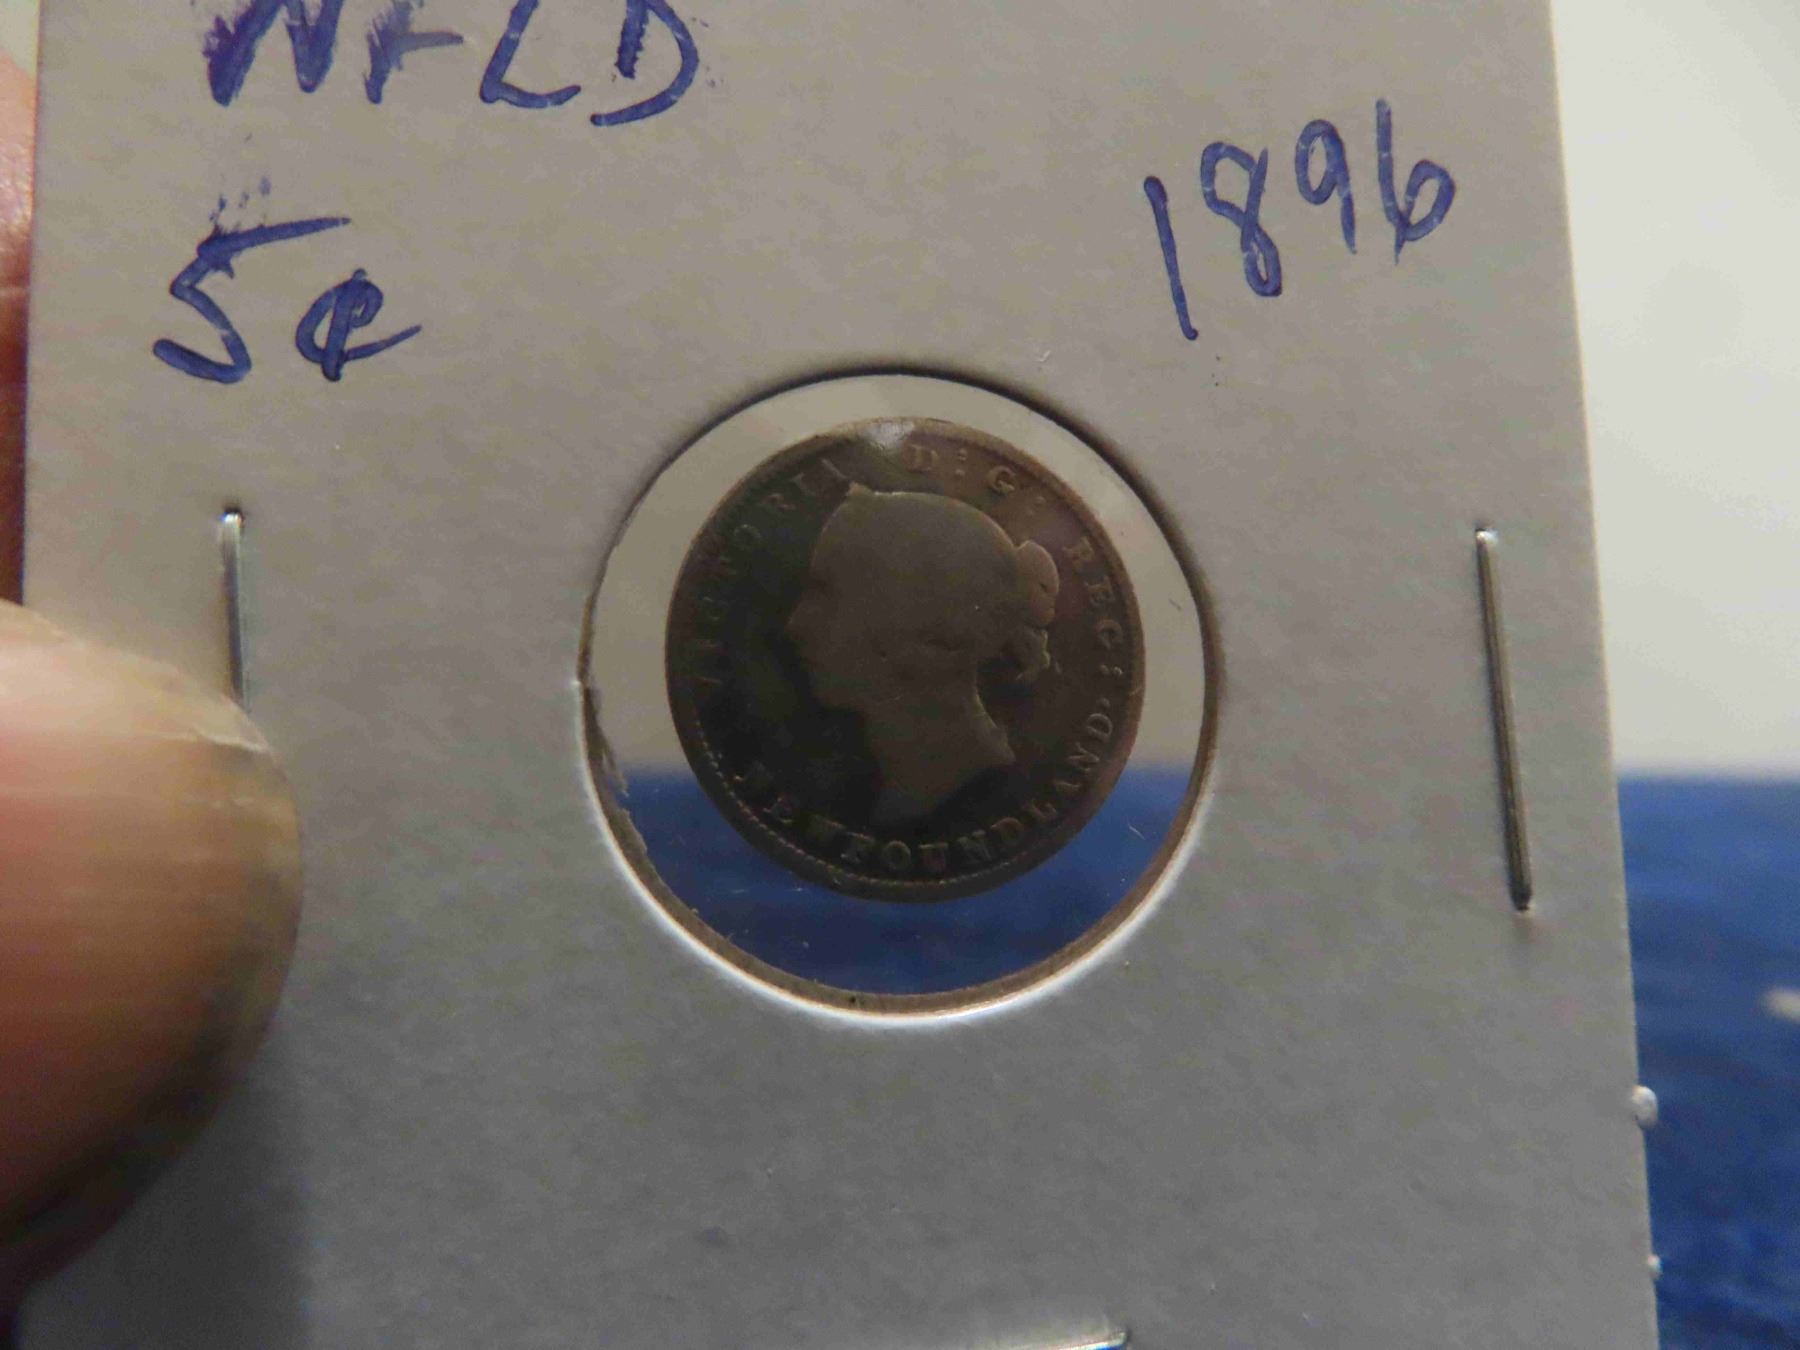 NFLD
5¢
1896
VICTORIA D: G: REG:
NEWFOUNDLAND.